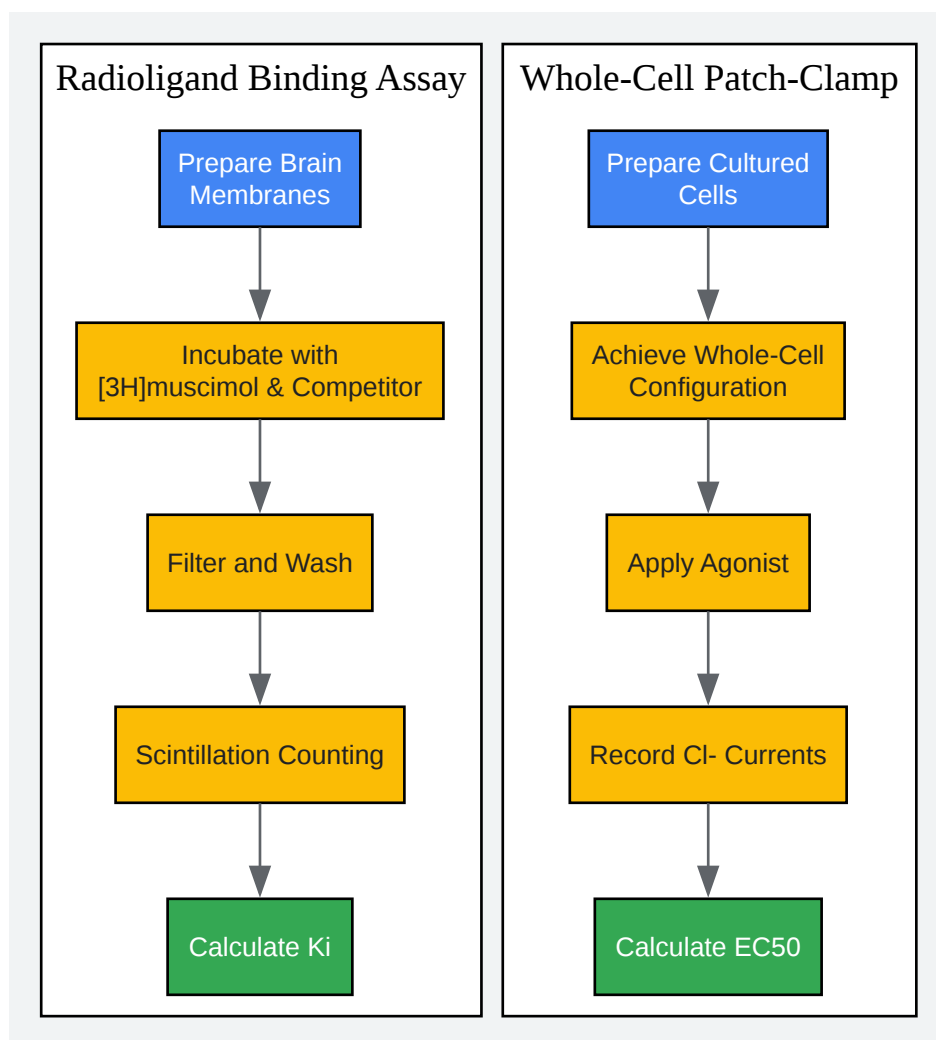 Radioligand Binding Assay
Prepare Brain
Membranes
Incubate with
[3H]muscimol & Competitor
Filter and Wash
Scintillation Counting
Calculate Ki
Whole-Cell Patch-Clamp
Prepare Cultured
Cells
Achieve Whole-Cell
Configuration
Apply Agonist
Record Cl- Currents
Calculate EC50